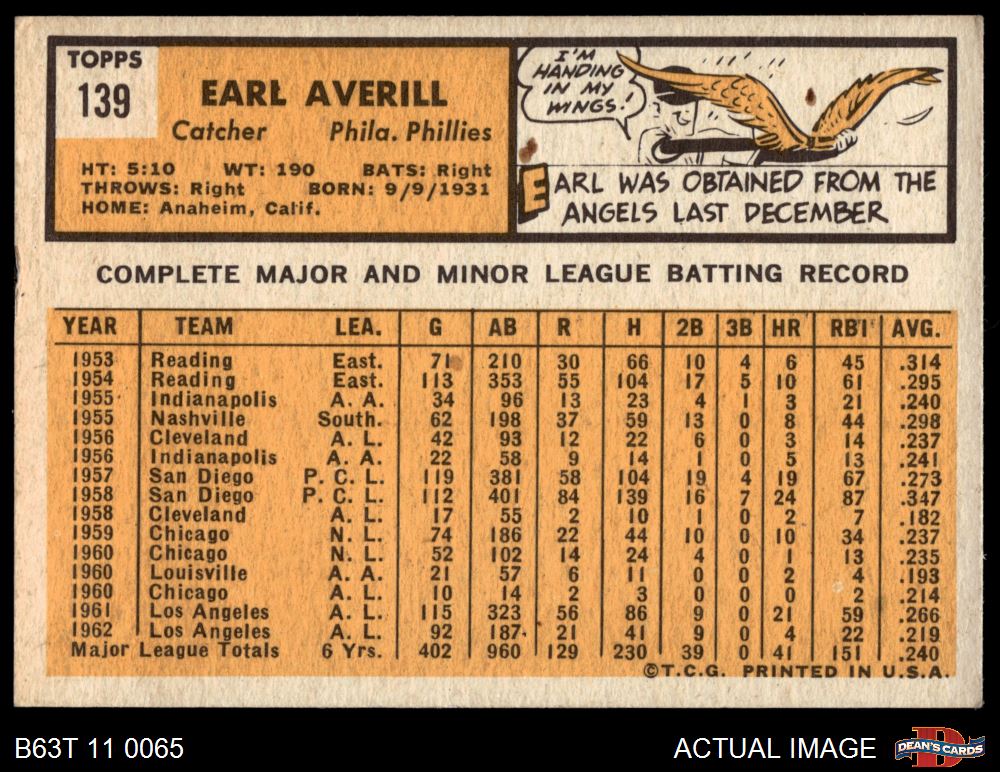 TOPPS
139
EARL AVERILL
Catcher Phila. Phillies
HT: 5:10 WT: 190 BATS: Right
THROWS: Right BORN: 9/9/1931
HOME: Anaheim, Calif.
I'M
HANDING
IN MY
WINGS!
EARL WAS OBTAINED FROM THE
ANGELS LAST DECEMBER
COMPLETE MAJOR AND MINOR LEAGUE BATTING RECORD
YEAR TEAM LEA. G AB R H 2B 3B HR RBI AVG.
1953 Reading East. 71 210 30 66 10 4 6 45 .314
1954 Reading East. 113 353 55 104 17 5 10 61 .295
1955 Indianapolis A. A. 34 96 13 23 4 1 3 21 .240
1955 Nashville South. 62 198 37 59 13 0 8 44 .298
1956 Cleveland A. L. 42 93 12 22 6 0 3 14 .237
1956 Indianapolis A. A. 22 58 9 14 1 0 5 13 .241
1957 San Diego P. C. L. 119 381 58 104 19 4 19 67 .273
1958 San Diego P. C. L. 112 401 84 139 16 7 24 87 .347
1958 Cleveland A. L. 17 55 2 10 1 0 2 7 .182
1959 Chicago N. L. 74 186 22 44 10 0 10 34 .237
1960 Chicago N. L. 52 102 14 24 4 0 1 13 .235
1960 Louisville A. A. 21 57 6 11 0 0 2 4 .193
1960 Chicago A. L. 10 14 2 3 0 0 0 2 .214
1961 Los Angeles A. L. 115 323 56 86 9 0 21 59 .266
1962 Los Angeles A. L. 92 187 21 41 9 0 4 22 .219
Major League Totals 6 Yrs. 402 960 129 230 39 0 41 151 .240
©T.C.G. PRINTED IN U.S.A.
B63T 11 0065 ACTUAL IMAGE
D
DEAN'S CARDS